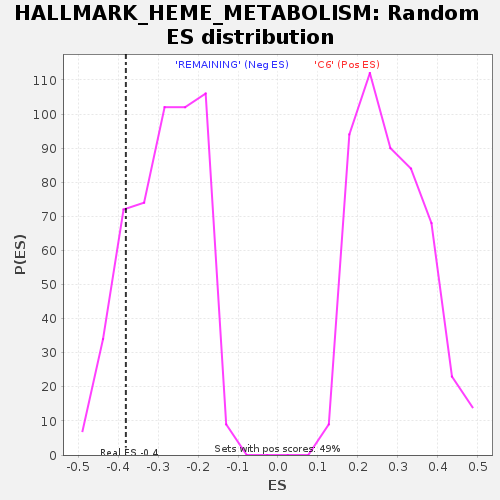 HALLMARK_HEME_METABOLISM: Random
ES distribution
'REMAINING' (Neg ES) 'C6' (Pos ES)
110
100
90
80
70
60
50
40
30
20
10
0
P(ES)
Real ES -0.4
Sets with pos scores: 49%
-0.5 -0.4 -0.3 -0.2 -0.1 0.0 0.1 0.2 0.3 0.4 0.5
ES